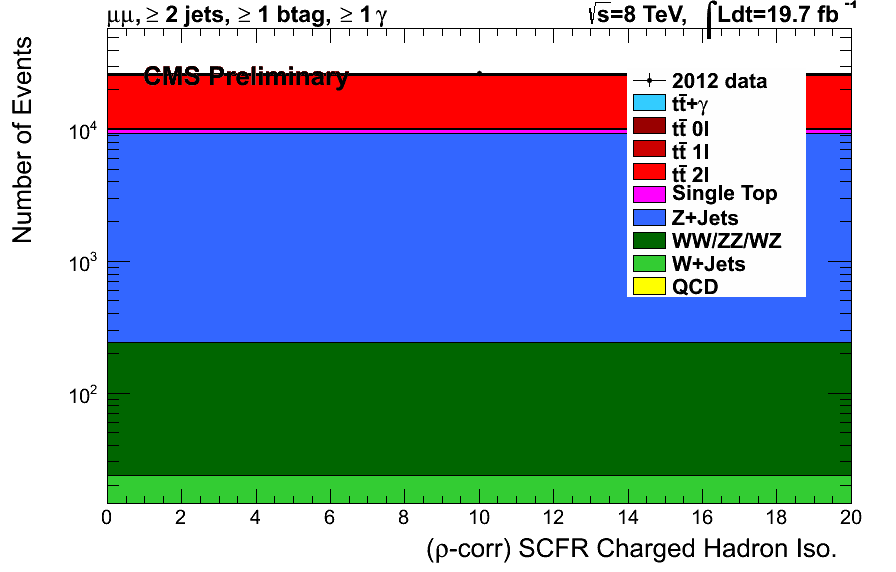 μμ, ≥ 2 jets, ≥ 1 btag, ≥ 1 γ
√s=8 TeV, ∫Ldt=19.7 fb⁻¹
CMS Preliminary
Number of Events
10⁴
10³
10²
2012 data
tt̄+γ
tt̄ 0l
tt̄ 1l
tt̄ 2l
Single Top
Z+Jets
WW/ZZ/WZ
W+Jets
QCD
0 2 4 6 8 10 12 14 16 18 20
(ρ-corr) SCFR Charged Hadron Iso.